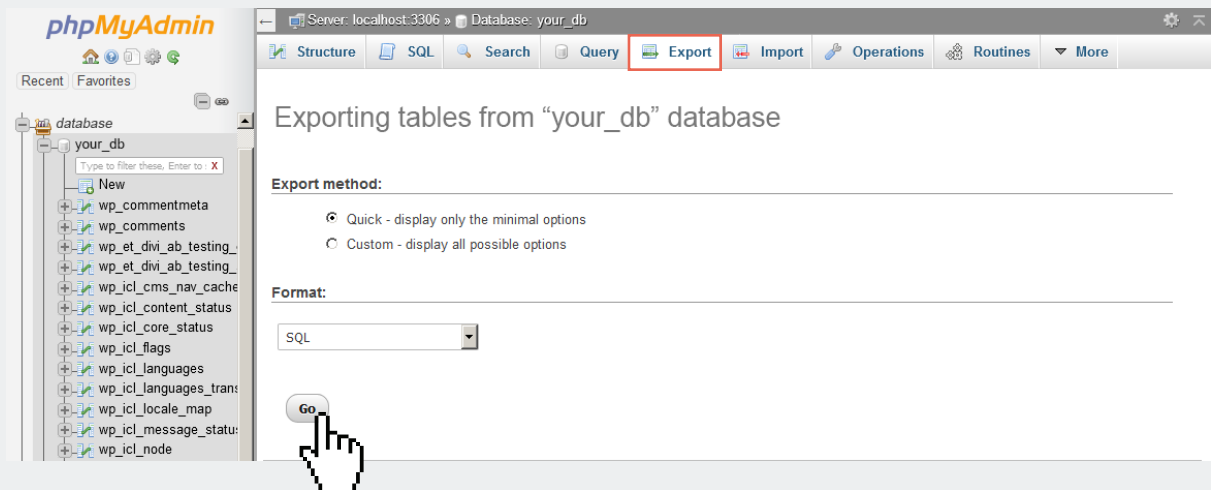 phpMyAdmin
Recent Favorites
database
your_db
Type to filter these, Enter to s X
New
wp_commentmeta
wp_comments
wp_et_divi_ab_testing_
wp_et_divi_ab_testing_
wp_icl_cms_nav_cache
wp_icl_content_status
wp_icl_core_status
wp_icl_flags
wp_icl_languages
wp_icl_languages_trans
wp_icl_locale_map
wp_icl_message_statu
wp_icl_node
Server: localhost:3306 » Database: your_db
Structure SQL Search Query Export Import Operations Routines More
Exporting tables from “your_db” database
Export method:
Quick - display only the minimal options
Custom - display all possible options
Format:
SQL
Go